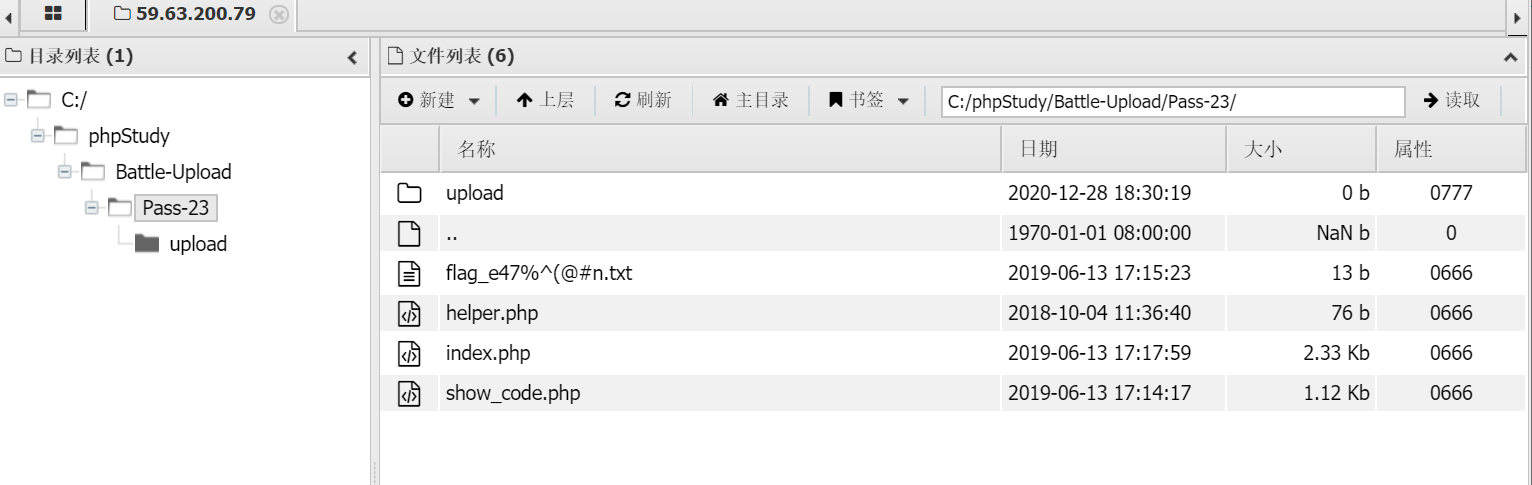 59.63.200.79
目录列表 (1)
文件列表 (6)
C:/
phpStudy
Battle-Upload
Pass-23
upload
新建 上层 刷新 主目录 书签 C:/phpStudy/Battle-Upload/Pass-23/ 读取
名称 日期 大小 属性
upload 2020-12-28 18:30:19 0 b 0777
.. 1970-01-01 08:00:00 NaN b 0
flag_e47%^(@#n.txt 2019-06-13 17:15:23 13 b 0666
helper.php 2018-10-04 11:36:40 76 b 0666
index.php 2019-06-13 17:17:59 2.33 Kb 0666
show_code.php 2019-06-13 17:14:17 1.12 Kb 0666